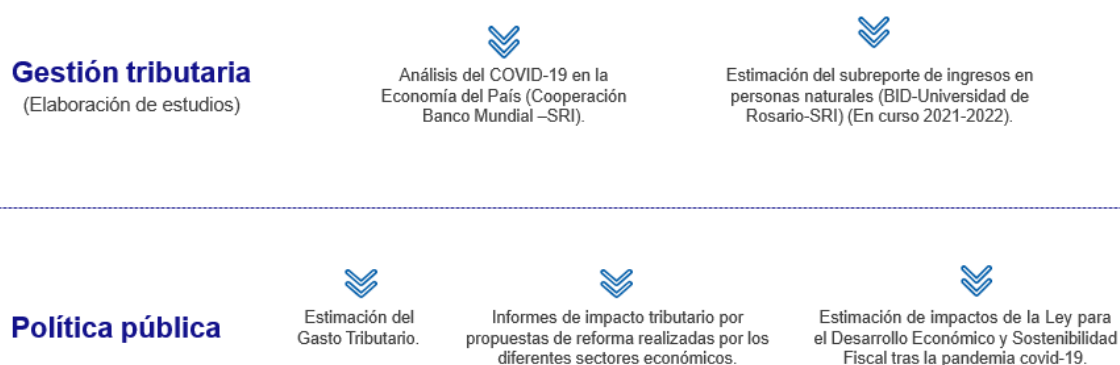 Gestión tributaria
(Elaboración de estudios)
Análisis del COVID-19 en la
Economía del País (Cooperación
Banco Mundial –SRI).
Estimación del subreporte de ingresos en
personas naturales (BID-Universidad de
Rosario-SRI) (En curso 2021-2022).
Política pública
Estimación del
Gasto Tributario.
Informes de impacto tributario por
propuestas de reforma realizadas por los
diferentes sectores económicos.
Estimación de impactos de la Ley para
el Desarrollo Económico y Sostenibilidad
Fiscal tras la pandemia covid-19.